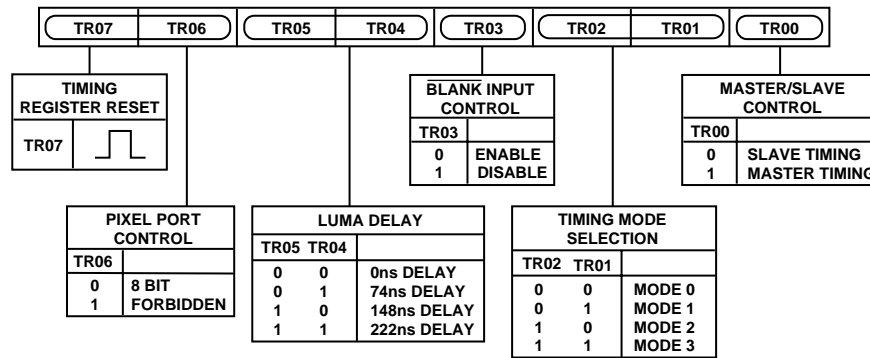 TR07 TR06 TR05 TR04 TR03 TR02 TR01 TR00
TIMING
REGISTER RESET
TR07
BLANK INPUT
CONTROL
TR03
0 ENABLE
1 DISABLE
MASTER/SLAVE
CONTROL
TR00
0 SLAVE TIMING
1 MASTER TIMING
PIXEL PORT
CONTROL
TR06
0 8 BIT
1 FORBIDDEN
LUMA DELAY
TR05 TR04
0 0 0ns DELAY
0 1 74ns DELAY
1 0 148ns DELAY
1 1 222ns DELAY
TIMING MODE
SELECTION
TR02 TR01
0 0 MODE 0
0 1 MODE 1
1 0 MODE 2
1 1 MODE 3